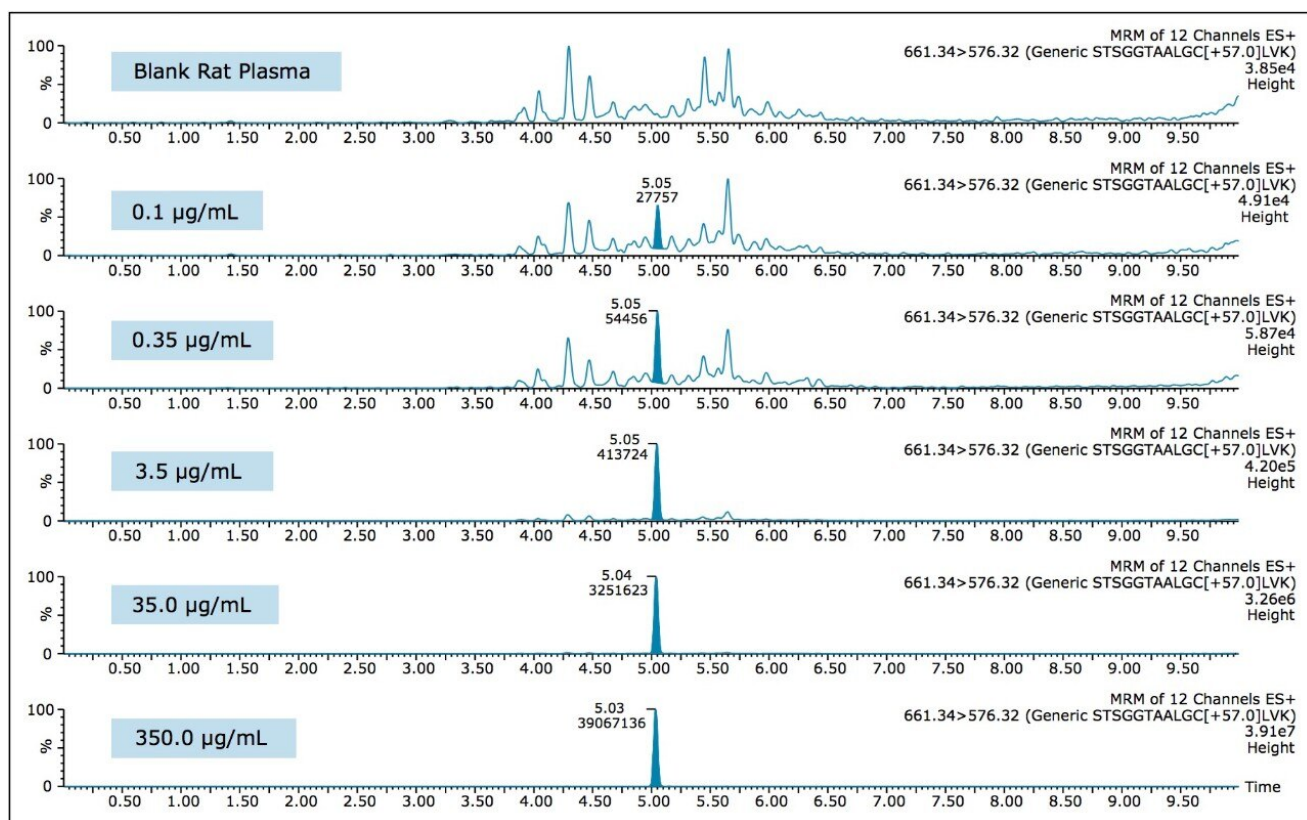 MRM of 12 Channels ES+
661.34>576.32 (Generic STSGGTAALGC[+57.0]LVK)
3.85e4
Height
Blank Rat Plasma
100
%
0
0.50 1.00 1.50 2.00 2.50 3.00 3.50 4.00 4.50 5.00 5.50 6.00 6.50 7.00 7.50 8.00 8.50 9.00 9.50
MRM of 12 Channels ES+
661.34>576.32 (Generic STSGGTAALGC[+57.0]LVK)
4.91e4
Height
0.1 µg/mL
5.05
27757
100
%
0
0.50 1.00 1.50 2.00 2.50 3.00 3.50 4.00 4.50 5.00 5.50 6.00 6.50 7.00 7.50 8.00 8.50 9.00 9.50
MRM of 12 Channels ES+
661.34>576.32 (Generic STSGGTAALGC[+57.0]LVK)
5.87e4
Height
0.35 µg/mL
5.05
54456
100
%
0
0.50 1.00 1.50 2.00 2.50 3.00 3.50 4.00 4.50 5.00 5.50 6.00 6.50 7.00 7.50 8.00 8.50 9.00 9.50
MRM of 12 Channels ES+
661.34>576.32 (Generic STSGGTAALGC[+57.0]LVK)
4.20e5
Height
3.5 µg/mL
5.05
413724
100
%
0
0.50 1.00 1.50 2.00 2.50 3.00 3.50 4.00 4.50 5.00 5.50 6.00 6.50 7.00 7.50 8.00 8.50 9.00 9.50
MRM of 12 Channels ES+
661.34>576.32 (Generic STSGGTAALGC[+57.0]LVK)
3.26e6
Height
35.0 µg/mL
5.04
3251623
100
%
0
0.50 1.00 1.50 2.00 2.50 3.00 3.50 4.00 4.50 5.00 5.50 6.00 6.50 7.00 7.50 8.00 8.50 9.00 9.50
MRM of 12 Channels ES+
661.34>576.32 (Generic STSGGTAALGC[+57.0]LVK)
3.91e7
Height
350.0 µg/mL
5.03
39067136
100
%
0
Time
0.50 1.00 1.50 2.00 2.50 3.00 3.50 4.00 4.50 5.00 5.50 6.00 6.50 7.00 7.50 8.00 8.50 9.00 9.50